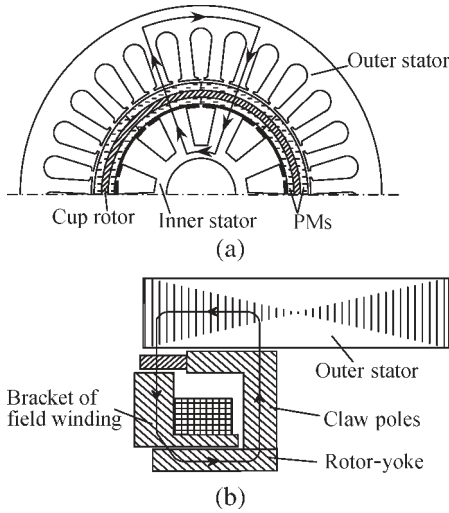 Outer stator
Cup rotor
Inner stator
PMs
(a)
Outer stator
Bracket of
field winding
Claw poles
Rotor-yoke
(b)